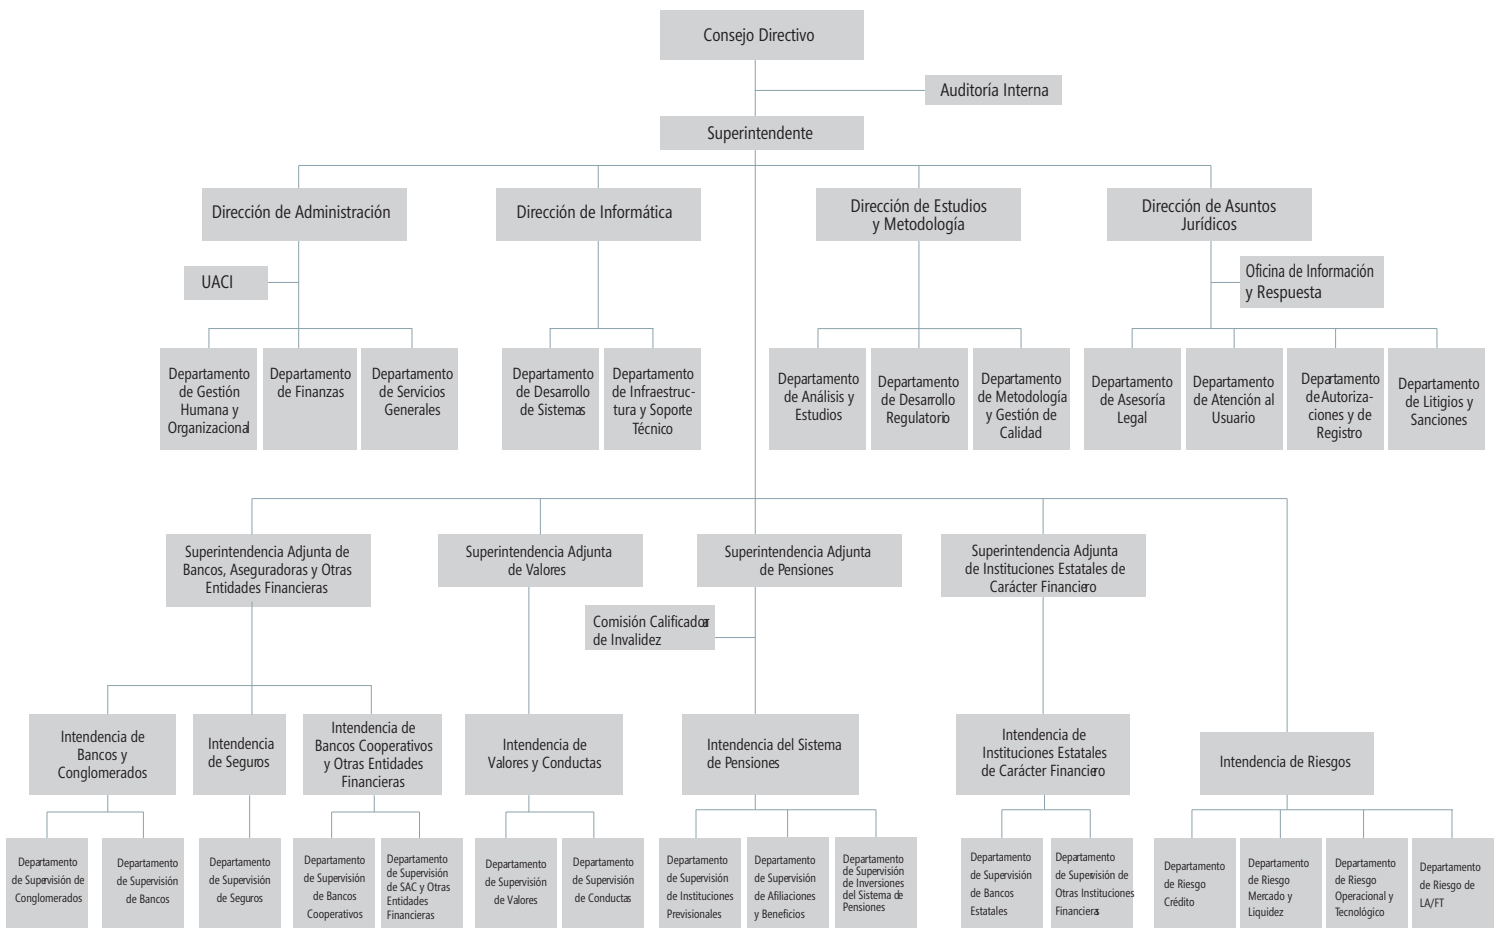 Consejo Directivo
Auditoría Interna
Superintendente
Dirección de Administración
Dirección de Informática
Dirección de Estudios
y Metodología
Dirección de Asuntos
Jurídicos
UACI
Oficina de Información
y Respuesta
Departamento
de Gestión
Humana y
Organizacional
Departamento
de Finanzas
Departamento
de Servicios
Generales
Departamento
de Desarrollo
de Sistemas
Departamento
de Infraestruc-
tura y Soporte
Técnico
Departamento
de Análisis y
Estudios
Departamento
de Desarrollo
Regulatorio
Departamento
de Metodología
y Gestión de
Calidad
Departamento
de Asesoría
Legal
Departamento
de Atención al
Usuario
Departamento
de Autoriza-
ciones y de
Registro
Departamento
de Litigios y
Sanciones
Superintendencia Adjunta de
Bancos, Aseguradoras y Otras
Entidades Financieras
Superintendencia Adjunta
de Valores
Superintendencia Adjunta
de Pensiones
Superintendencia Adjunta
de Instituciones Estatales de
Carácter Financiero
Comisión Calificadora
de Invalidez
Intendencia de
Bancos y
Conglomerados
Intendencia
de Seguros
Intendencia de
Bancos Cooperativos
y Otras Entidades
Financieras
Intendencia de
Valores y Conductas
Intendencia del Sistema
de Pensiones
Intendencia de
Instituciones Estatales
de Carácter Financiero
Intendencia de Riesgos
Departamento
de Supervisión de
Conglomerados
Departamento
de Supervisión
de Bancos
Departamento
de Supervisión
de Seguros
Departamento
de Supervisión
de Bancos
Cooperativos
Departamento
de Supervisión
de SAC y Otras
Entidades
Financieras
Departamento
de Supervisión
de Valores
Departamento
de Supervisión
de Conductas
Departamento
de Supervisión
de Instituciones
Previsionales
Departamento
de Supervisión
de Afiliaciones
y Beneficios
Departamento
de Supervisión
de Inversiones
del Sistema de
Pensiones
Departamento
de Supervisión
de Bancos
Estatales
Departamento
de Supervisión de
Otras Instituciones
Financieras
Departamento
de Riesgo
Crédito
Departamento
de Riesgo
Mercado y
Liquidez
Departamento
de Riesgo
Operacional y
Tecnológico
Departamento
de Riesgo de
LA/FT